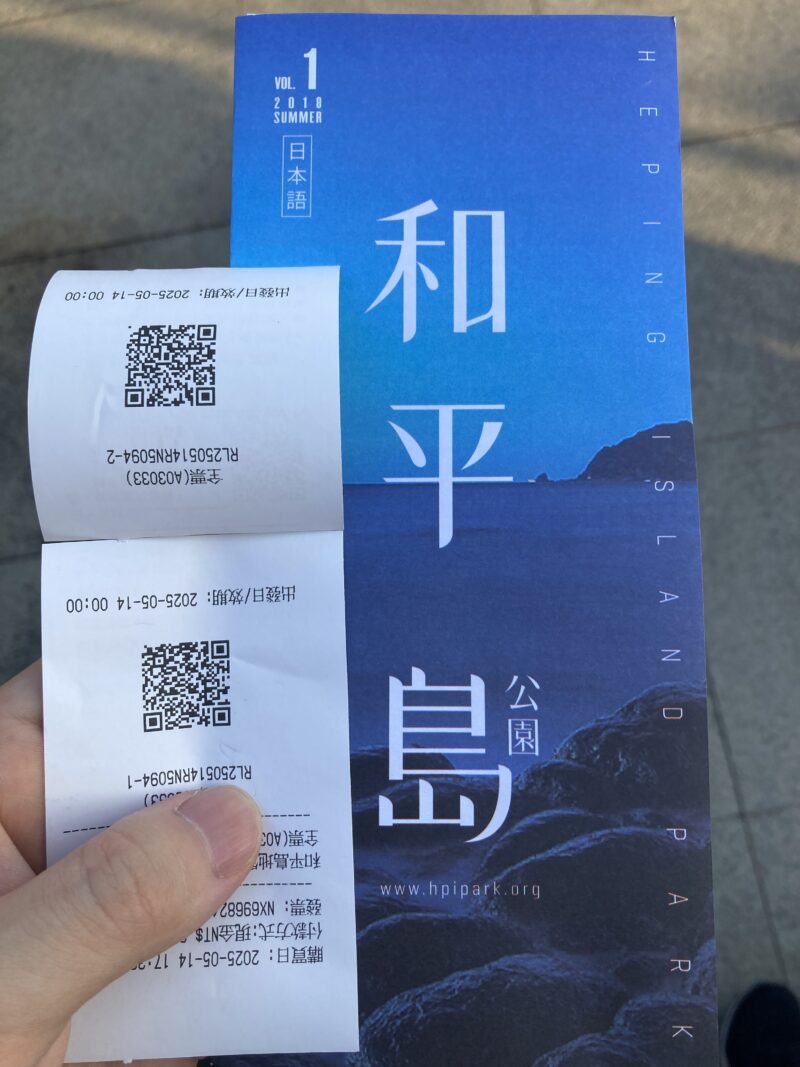 VOL. 1
2018
SUMMER
日本語
和平島
公園
www.hpipark.org
HEPING ISLAND PARK
購買日: 2025-05-14
付款方式:現金NT$
發票:
和平島地
全票
RL250514RN5094-1
出發日/效期: 2025-05-14 00:00
全票(A03033)
RL250514RN5094-2
出發日/效期: 2025-05-14 00:00